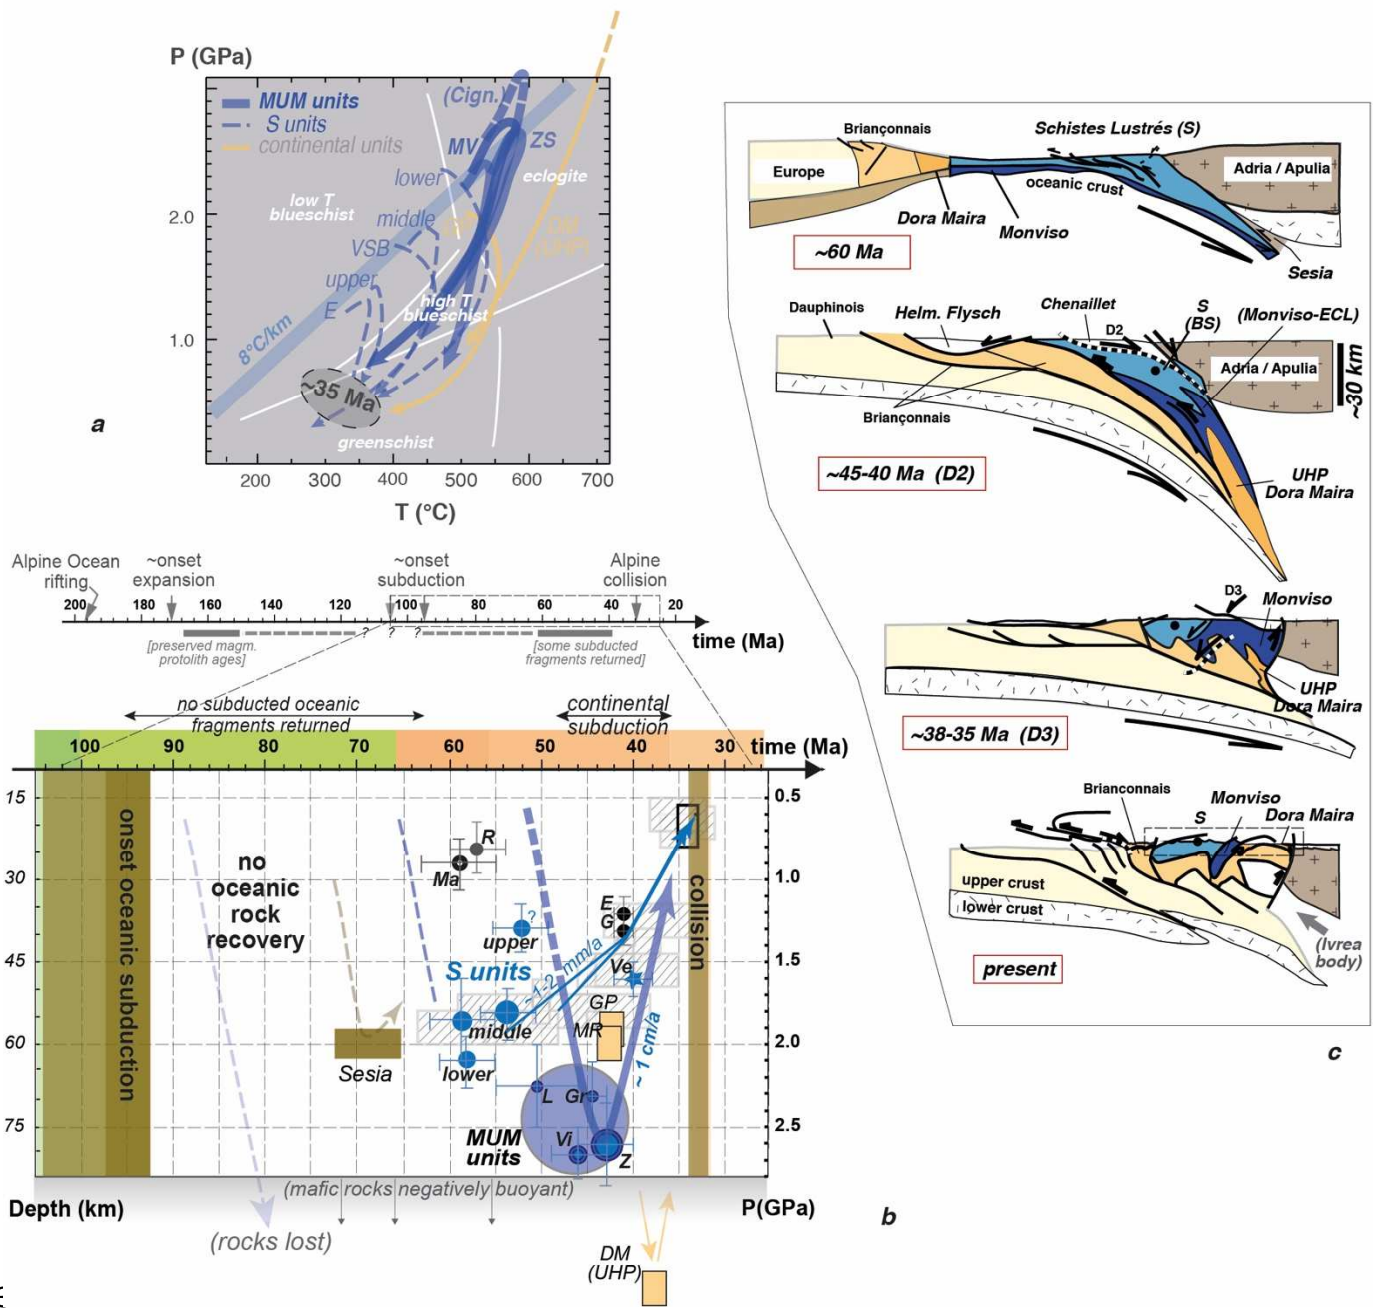 P (GPa)
MUM units
S units
continental units
(Cign.)
MV
ZS
eclogite
lower
low T
blueschist
middle
DM
(UHP)
VSB
upper
high T
blueschist
E
8°C/km
~35 Ma
greenschist
2.0
1.0
200 300 400 500 600 700
T (°C)
a
Alpine Ocean
rifting
~onset
expansion
~onset
subduction
Alpine
collision
200 180 160 140 120 100 80 60 40 20
? ? ?
[preserved magm.
protolith ages]
[some subducted
fragments returned]
time (Ma)
no subducted oceanic
fragments returned
continental
subduction
100 90 80 70 60 50 40 30 time (Ma)
15 0.5
30 1.0
45 1.5
60 2.0
75 2.5
onset oceanic subduction
no
oceanic
rock
recovery
R
Ma
E
G
upper
?
S units
~1-2 mm/a
Ve
GP
MR
middle
lower
Sesia
~ 1 cm/a
collision
L
Gr
Vi
Z
MUM
units
(mafic rocks negatively buoyant)
Depth (km)
P(GPa)
(rocks lost)
DM
(UHP)
b
Briançonnais
Schistes Lustrés (S)
Europe
Adria / Apulia
oceanic crust
Dora Maira
Monviso
~60 Ma
Sesia
Dauphinois
Helm. Flysch
Chenaillet
D2
S
(BS)
(Monviso-ECL)
Adria / Apulia
~30 km
Briançonnais
~45-40 Ma (D2)
UHP
Dora Maira
D3
Monviso
UHP
Dora Maira
~38-35 Ma (D3)
Brianconnais
Monviso
S
Dora Maira
upper crust
lower crust
(Ivrea
body)
present
c